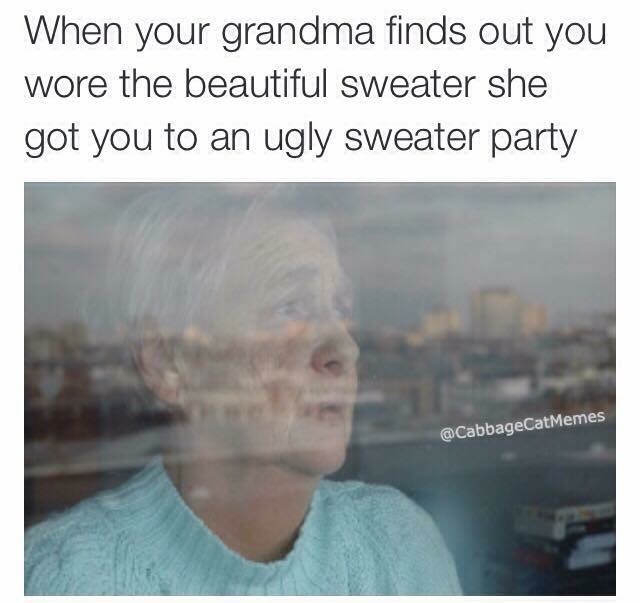 When your grandma finds out you
wore the beautiful sweater she
got you to an ugly sweater party
@CabbageCatMemes